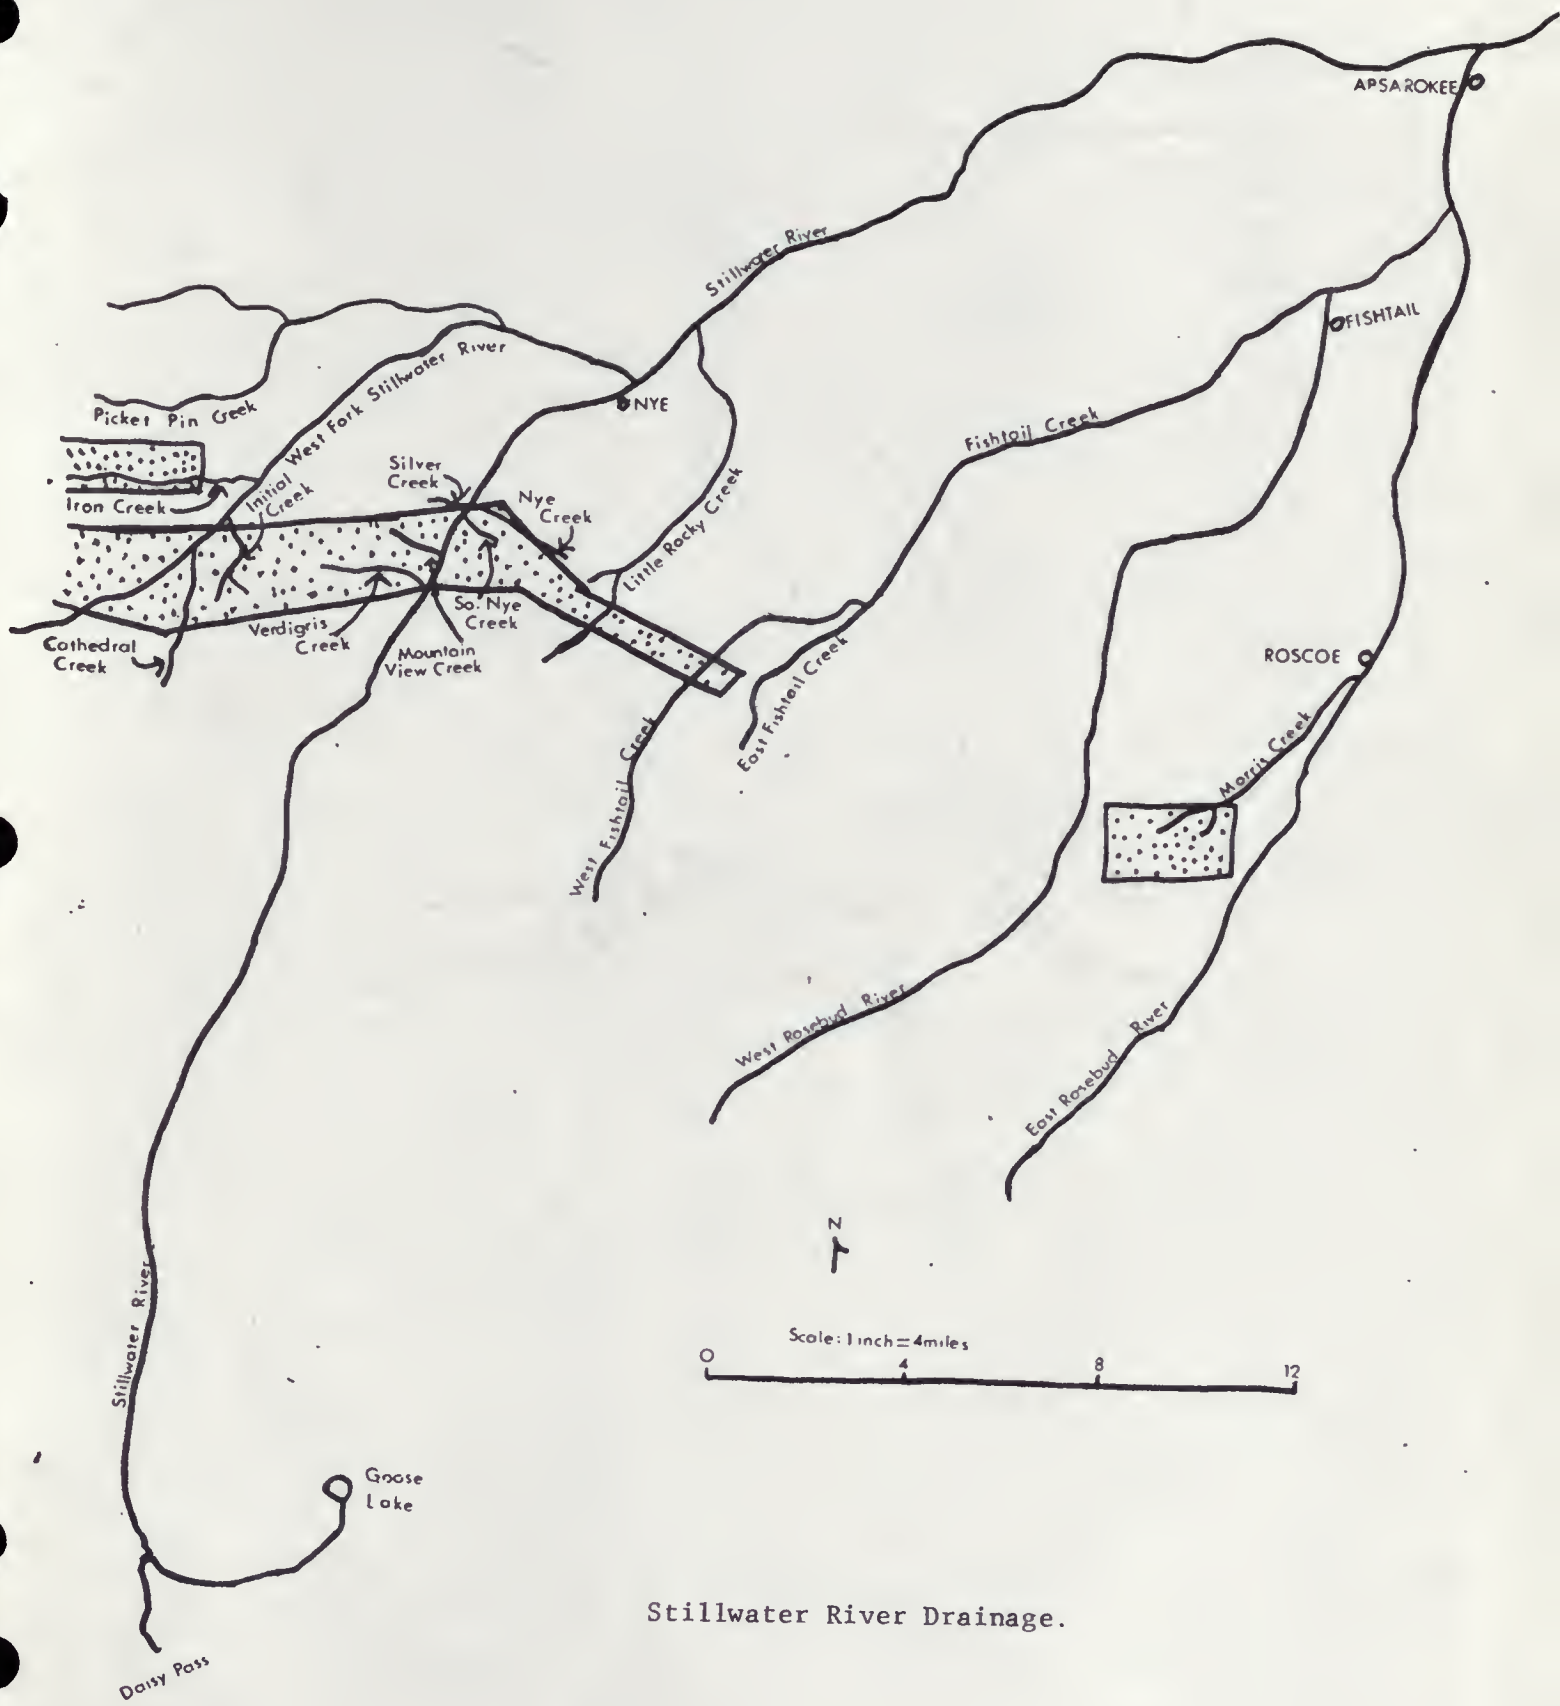 APSAROKEE
Stillwater River
FISHTAIL
West Fork Stillwater River
NYE
Picket Pin Creek
Fishtail Creek
Silver
Creek
Initial
Creek
Iron Creek
Nye
Creek
Little Rocky Creek
So. Nye
Creek
Verdigris
Creek
Cathedral
Creek
Mountain
View Creek
ROSCOE
East Fishtail Creek
West Fishtail Creek
Morris Creek
West Rosebud River
East Rosebud River
N
Stillwater River
Scale: 1 inch = 4 miles
0 4 8 12
Goose
Lake
Stillwater River Drainage.
Daisy Pass